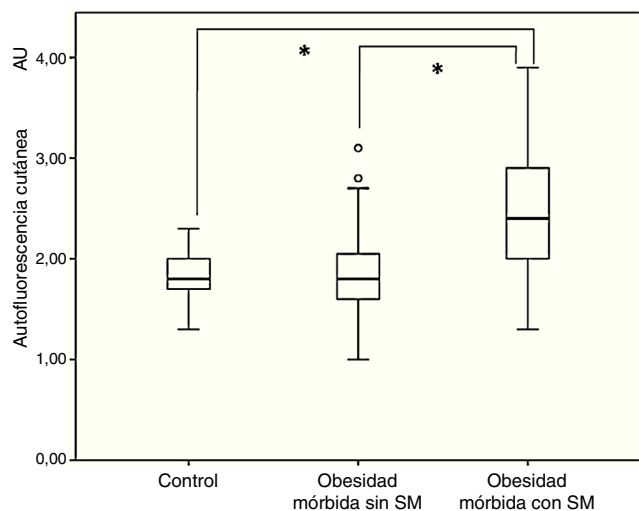 AU
Autofluorescencia cutánea
4,00
3,00
2,00
1,00
0,00
*
*
Control
Obesidad
mórbida sin SM
Obesidad
mórbida con SM